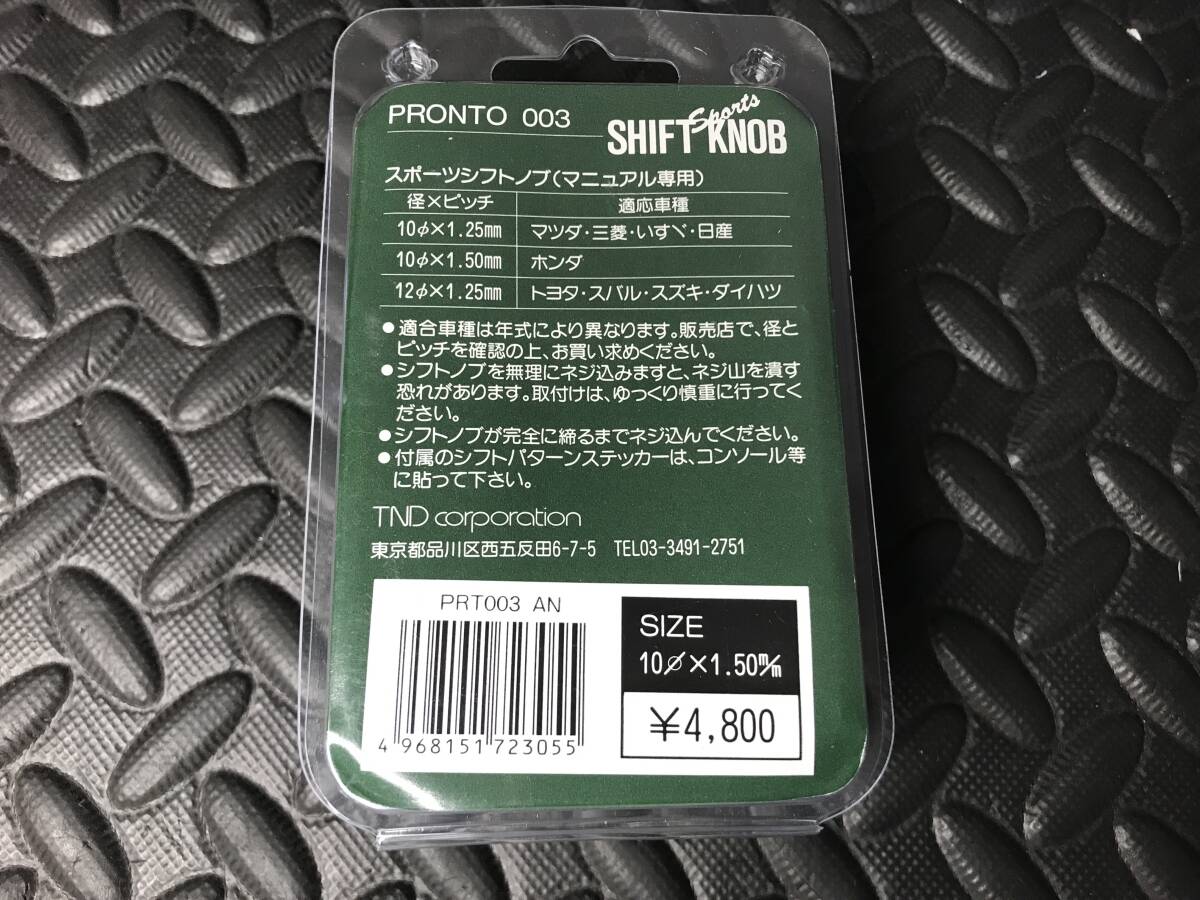 PRONTO 003
Sports
SHIFT KNOB
スポーツシフトノブ(マニュアル専用)
径×ピッチ 適応車種
10φ×1.25mm マツダ・三菱・いすゞ・日産
10φ×1.50mm ホンダ
12φ×1.25mm トヨタ・スバル・スズキ・ダイハツ
●適合車種は年式により異なります。販売店で、径と
ピッチを確認の上、お買い求めください。
●シフトノブを無理にネジ込みますと、ネジ山を潰す
恐れがあります。取付けは、ゆっくり慎重に行ってく
ださい。
●シフトノブが完全に締るまでネジ込んでください。
●付属のシフトパターンステッカーは、コンソール等
に貼って下さい。
TND corporation
東京都品川区西五反田6-7-5 TEL03-3491-2751
PRT003 AN
SIZE
10φ×1.50m/m
4 968151 723055
¥4,800